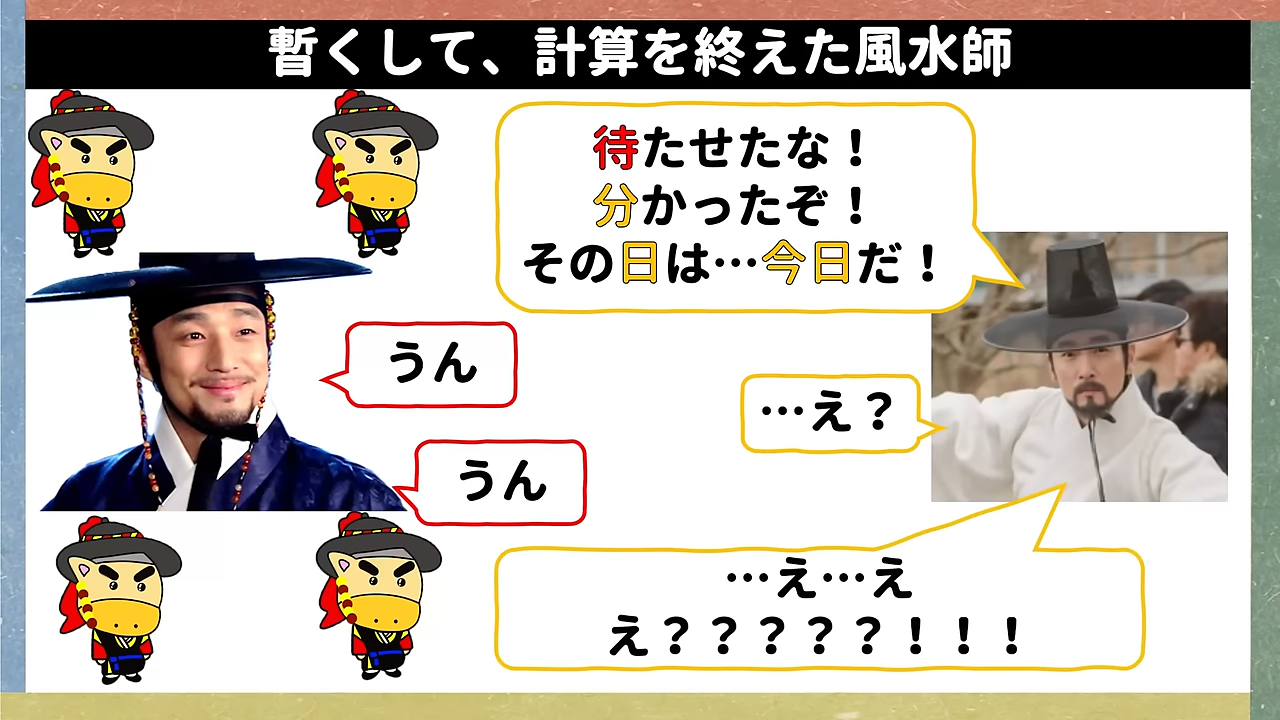 暫くして、計算を終えた風水師
待たせたな！
分かったぞ！
その日は…今日だ！
うん
…え？
うん
…え…え
え？？？？？！！！